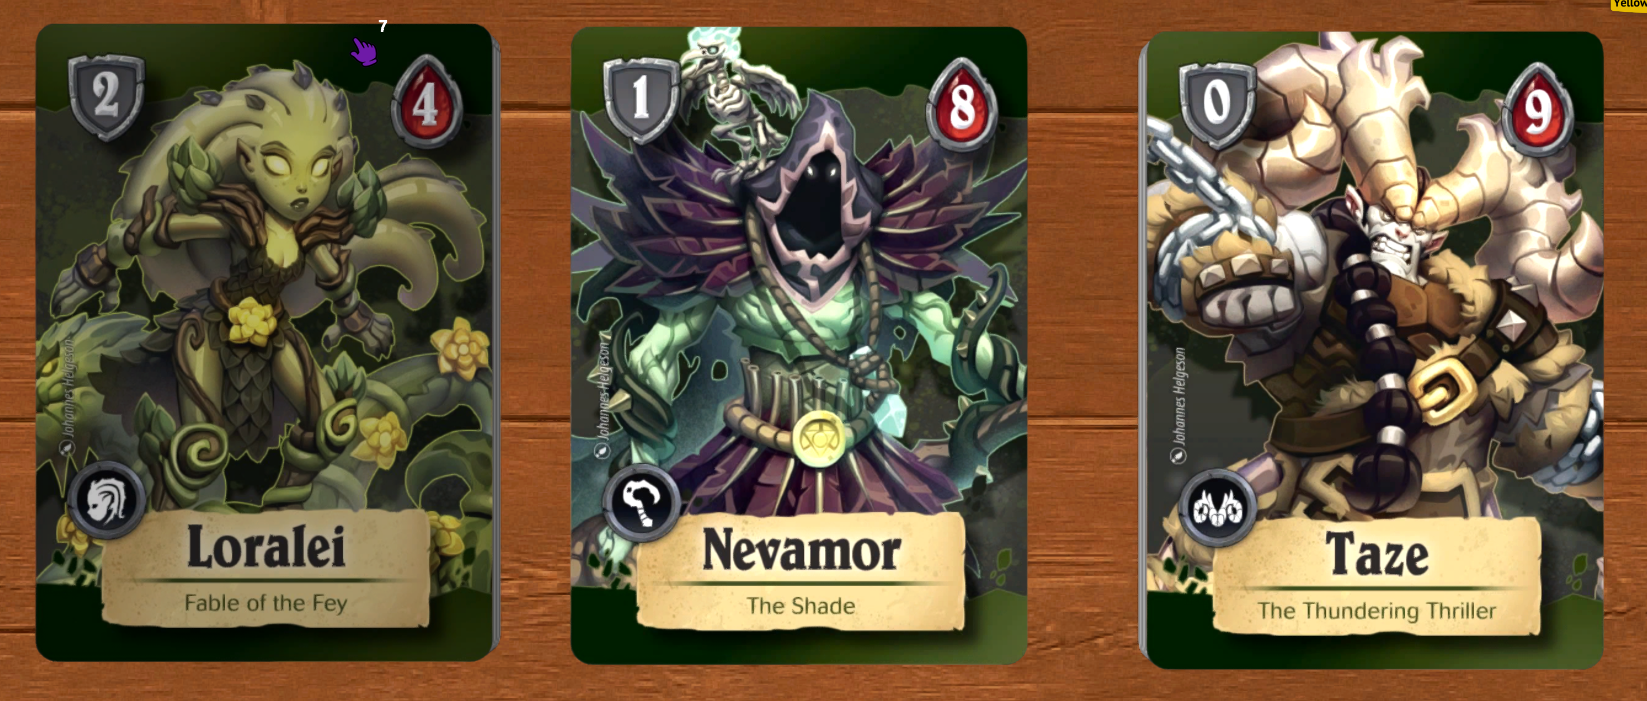 Yellow
7
2
4
Johannes Helgeson
Loralei
Fable of the Fey
1
8
Johannes Helgeson
Nevamor
The Shade
0
9
Johannes Helgeson
Taze
The Thundering Thriller